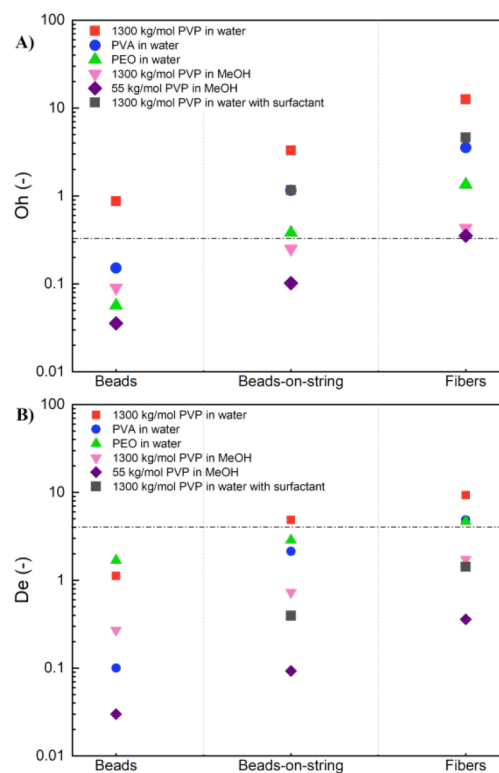 A)
Oh (-)
100
10
1
0.1
0.01
1300 kg/mol PVP in water
PVA in water
PEO in water
1300 kg/mol PVP in MeOH
55 kg/mol PVP in MeOH
1300 kg/mol PVP in water with surfactant
Beads Beads-on-string Fibers
B)
De (-)
100
10
1
0.1
0.01
1300 kg/mol PVP in water
PVA in water
PEO in water
1300 kg/mol PVP in MeOH
55 kg/mol PVP in MeOH
1300 kg/mol PVP in water with surfactant
Beads Beads-on-string Fibers